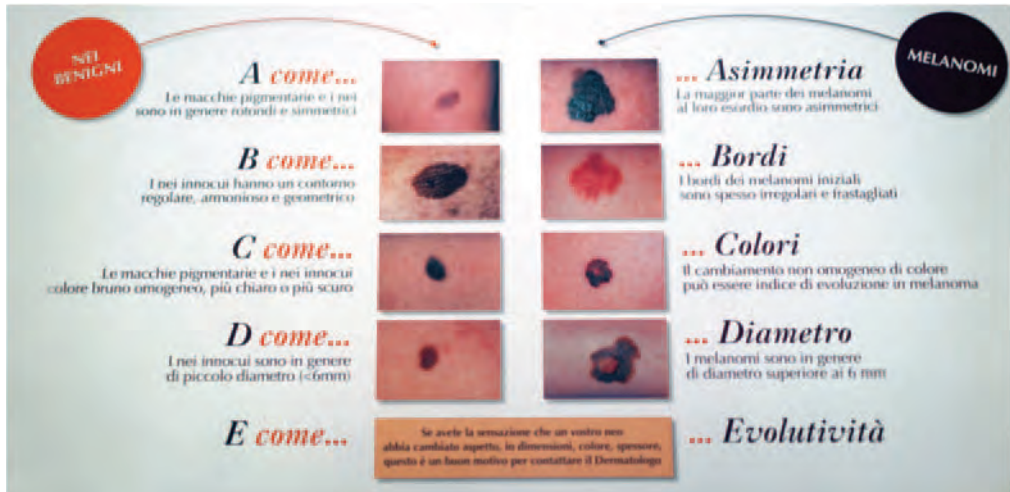 NEI
BENIGNI
MELANOMI
A come...
Le macchie pigmentarie e i nei
sono in genere rotondi e simmetrici
... Asimmetria
La maggior parte dei melanomi
al loro esordio sono asimmetrici
B come...
I nei innocui hanno un contorno
regolare, armonioso e geometrico
... Bordi
I bordi dei melanomi iniziali
sono spesso irregolari e frastagliati
C come...
Le macchie pigmentarie e i nei innocui
colore bruno omogeneo, più chiaro o più scuro
... Colori
Il cambiamento non omogeneo di colore
può essere indice di evoluzione in melanoma
D come...
I nei innocui sono in genere
di piccolo diametro (<6mm)
... Diametro
I melanomi sono in genere
di diametro superiore ai 6 mm
E come...
Se avete la sensazione che un vostro neo
abbia cambiato aspetto, in dimensioni, colore, spessore,
questo è un buon motivo per contattare il Dermatologo
... Evolutività